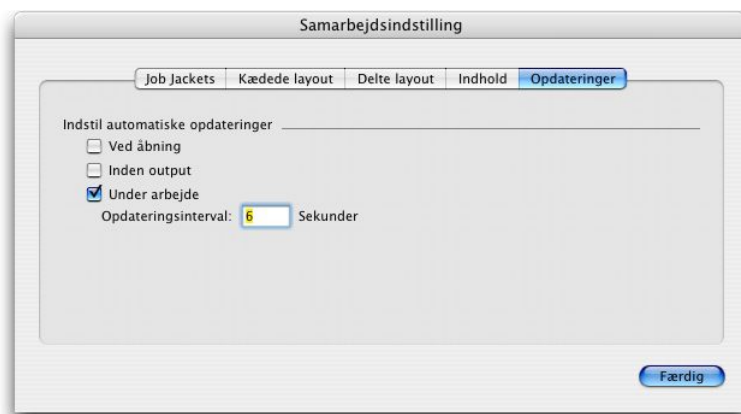 Samarbejdsindstilling
Job Jackets Kædede layout Delte layout Indhold Opdateringer
Indstil automatiske opdateringer
Ved åbning
Inden output
Under arbejde
Opdateringsinterval: 6 Sekunder
Færdig